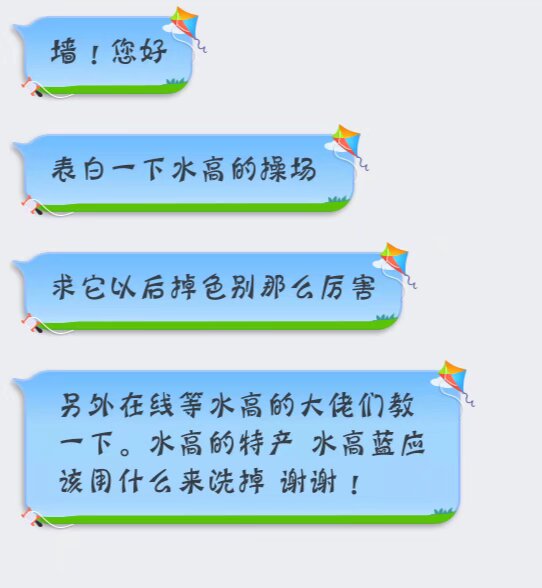 墙！您好
表白一下水高的操场
求它以后掉色别那么厉害
另外在线等水高的大佬们教
一下。水高的特产 水高蓝应
该用什么来洗掉 谢谢！